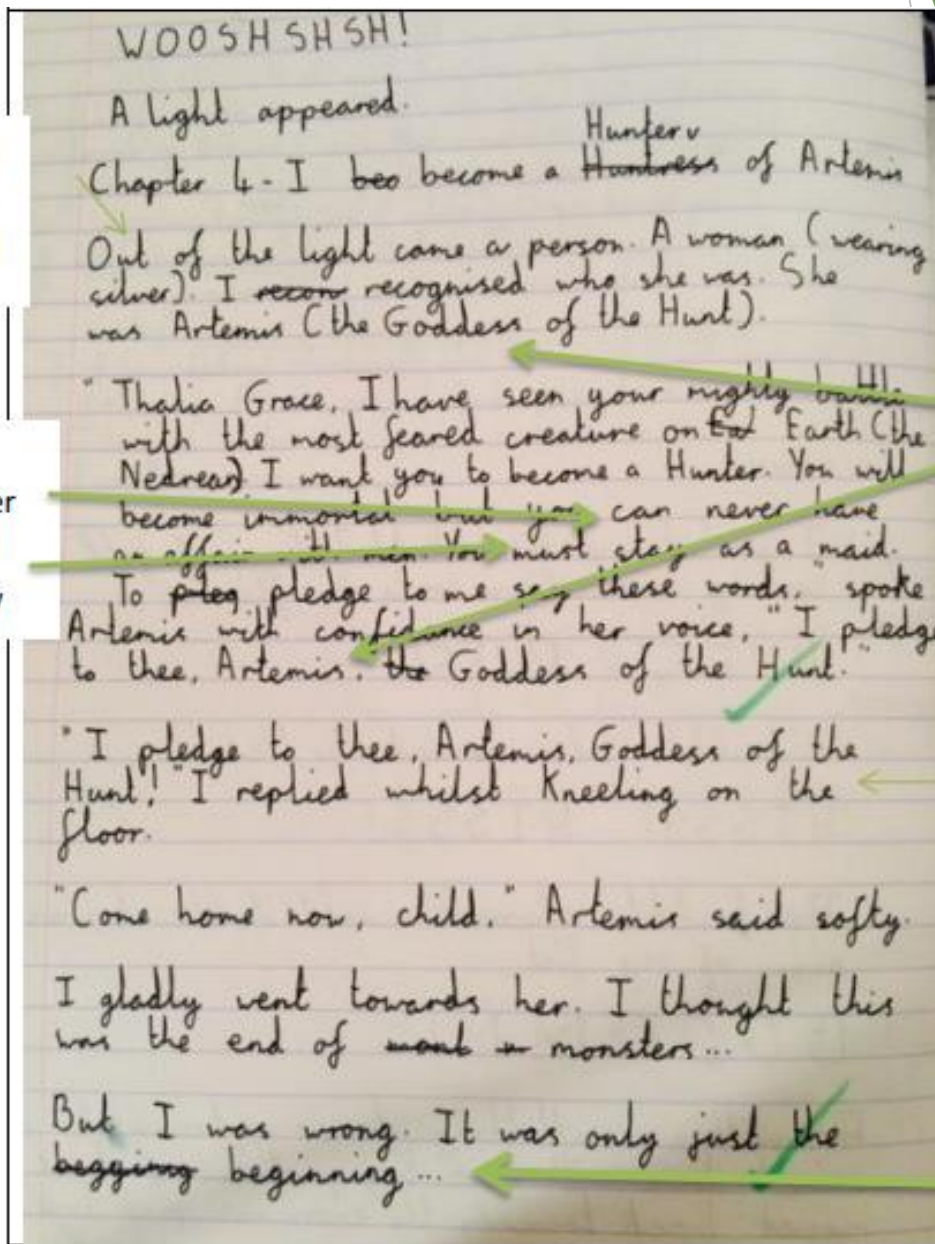 WOOSHSHSH!
A light appeared.
Hunter
Chapter 4 - I beo become a Huntress of Artemis
Out of the light came a person. A woman (wearing
silver). I recon recognised who she was. She
was Artemis (the Goddess of the Hunt).
"Thalia Grace, I have seen your mighty battle
with the most feared creature on Earth (the
Nedrean) I want you to become a Hunter. You will
er
become immortal but you can never have
an affair with men. You must stay as a maid.
To pledge to me say these words," spoke
Artemis with confidance in her voice, "I pledge
to thee, Artemis, the Goddess of the Hunt."
"I pledge to thee, Artemis, Goddess of the
Hunt!" I replied whilst Kneeling on the
floor.
"Come home now, child." Artemis said softy.
I gladly went towards her. I thought this
was the end of monsters...
But I was wrong. It was only just the
begging beginning...